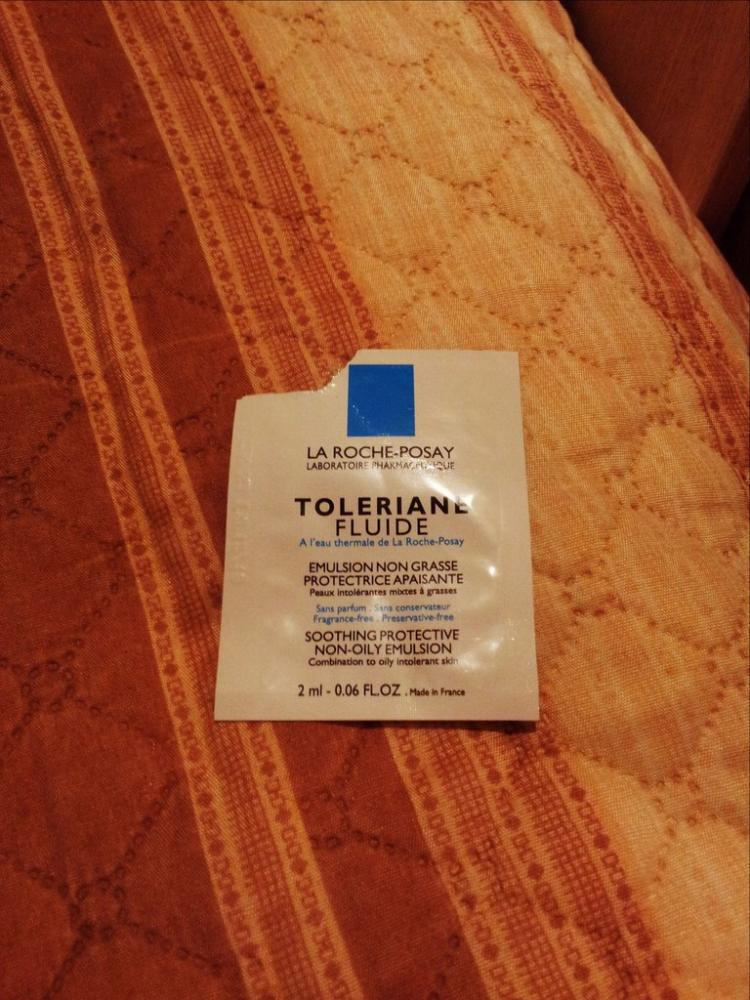 LA ROCHE-POSAY
LABORATOIRE PHARMACEUTIQUE
TOLERIANE
FLUIDE
A l'eau thermale de La Roche-Posay
EMULSION NON GRASSE
PROTECTRICE APAISANTE
Peaux intolérantes mixtes à grasses
Sans parfum . Sans conservateur
Fragrance-free . Preservative-free
SOOTHING PROTECTIVE
NON-OILY EMULSION
Combination to oily intolerant skin
2 ml - 0.06 FL.OZ . Made in France